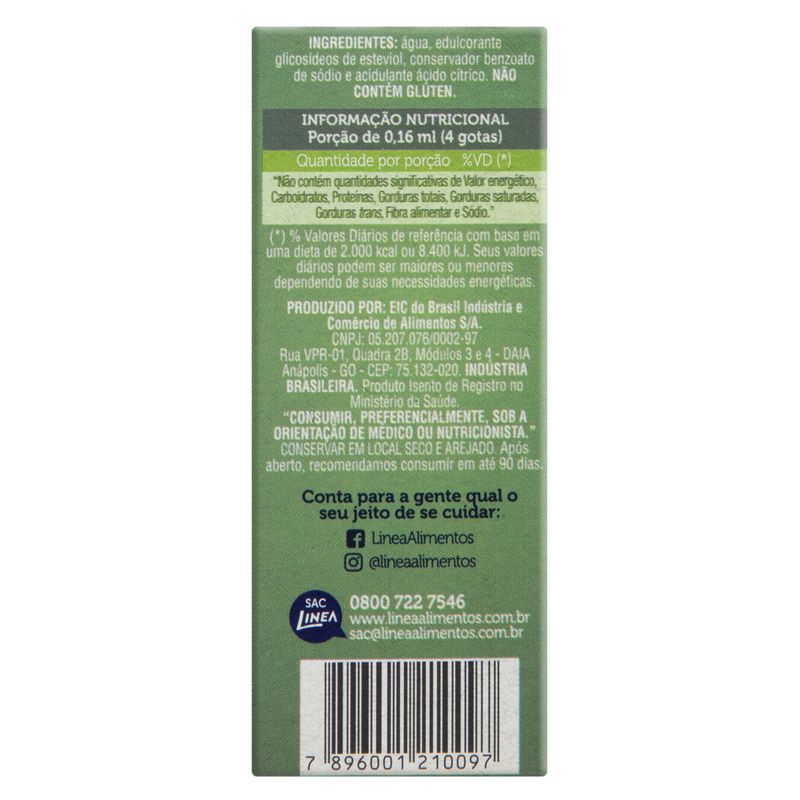 INGREDIENTES: água, edulcorante
glicosídeos de esteviol, conservador benzoato
de sódio e acidulante ácido cítrico. NÃO
CONTÉM GLÚTEN.
INFORMAÇÃO NUTRICIONAL
Porção de 0,16 ml (4 gotas)
Quantidade por porção %VD (*)
"Não contém quantidades significativas de Valor energético,
Carboidratos, Proteínas, Gorduras totais, Gorduras saturadas,
Gorduras trans, Fibra alimentar e Sódio."
(*) % Valores Diários de referência com base em
uma dieta de 2.000 kcal ou 8.400 kJ. Seus valores
diários podem ser maiores ou menores
dependendo de suas necessidades energéticas.
PRODUZIDO POR: EIC do Brasil Indústria e
Comércio de Alimentos S/A.
CNPJ: 05.207.076/0002-97
Rua VPR-01, Quadra 2B, Módulos 3 e 4 - DAIA
Anápolis - GO - CEP: 75.132-020. INDÚSTRIA
BRASILEIRA. Produto Isento de Registro no
Ministério da Saúde.
"CONSUMIR, PREFERENCIALMENTE, SOB A
ORIENTAÇÃO DE MÉDICO OU NUTRICIONISTA."
CONSERVAR EM LOCAL SECO E AREJADO. Após
aberto, recomendamos consumir em até 90 dias.
Conta para a gente qual o
seu jeito de se cuidar:
LineaAlimentos
@lineaalimentos
SAC
LINEA
0800 722 7546
www.lineaalimentos.com.br
sac@lineaalimentos.com.br
7 896001 210097